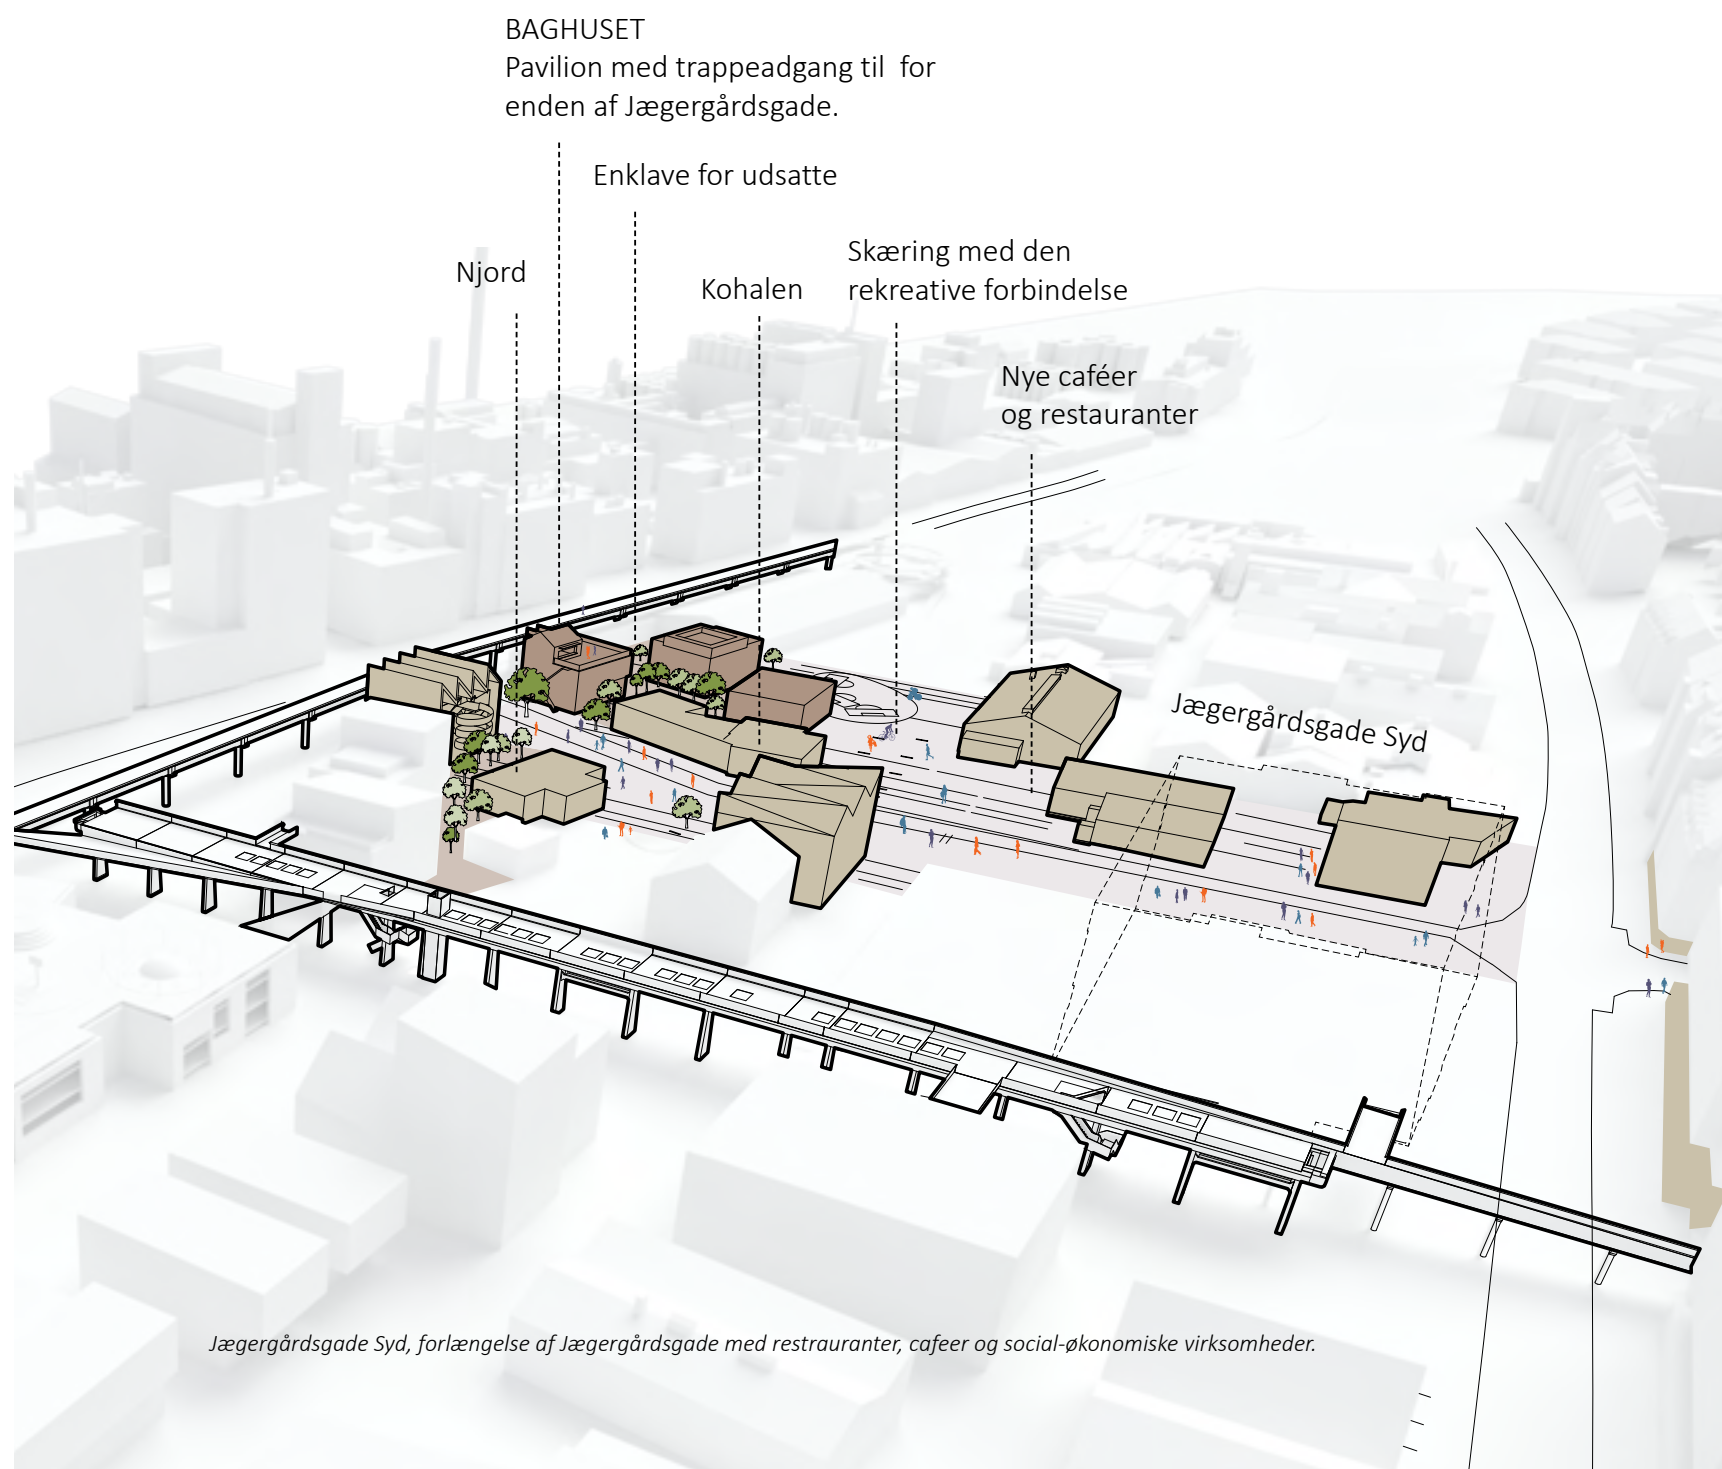 BAGHUSET
Pavilion med trappeadgang til  for
enden af Jægergårdsgade.
Enklave for udsatte
Skæring med den
rekreative forbindelse
Njord
Kohalen
Nye caféer
og restauranter
Jægergårdsgade Syd
Jægergårdsgade Syd, forlængelse af Jægergårdsgade med restrauranter, cafeer og social-økonomiske virksomheder.